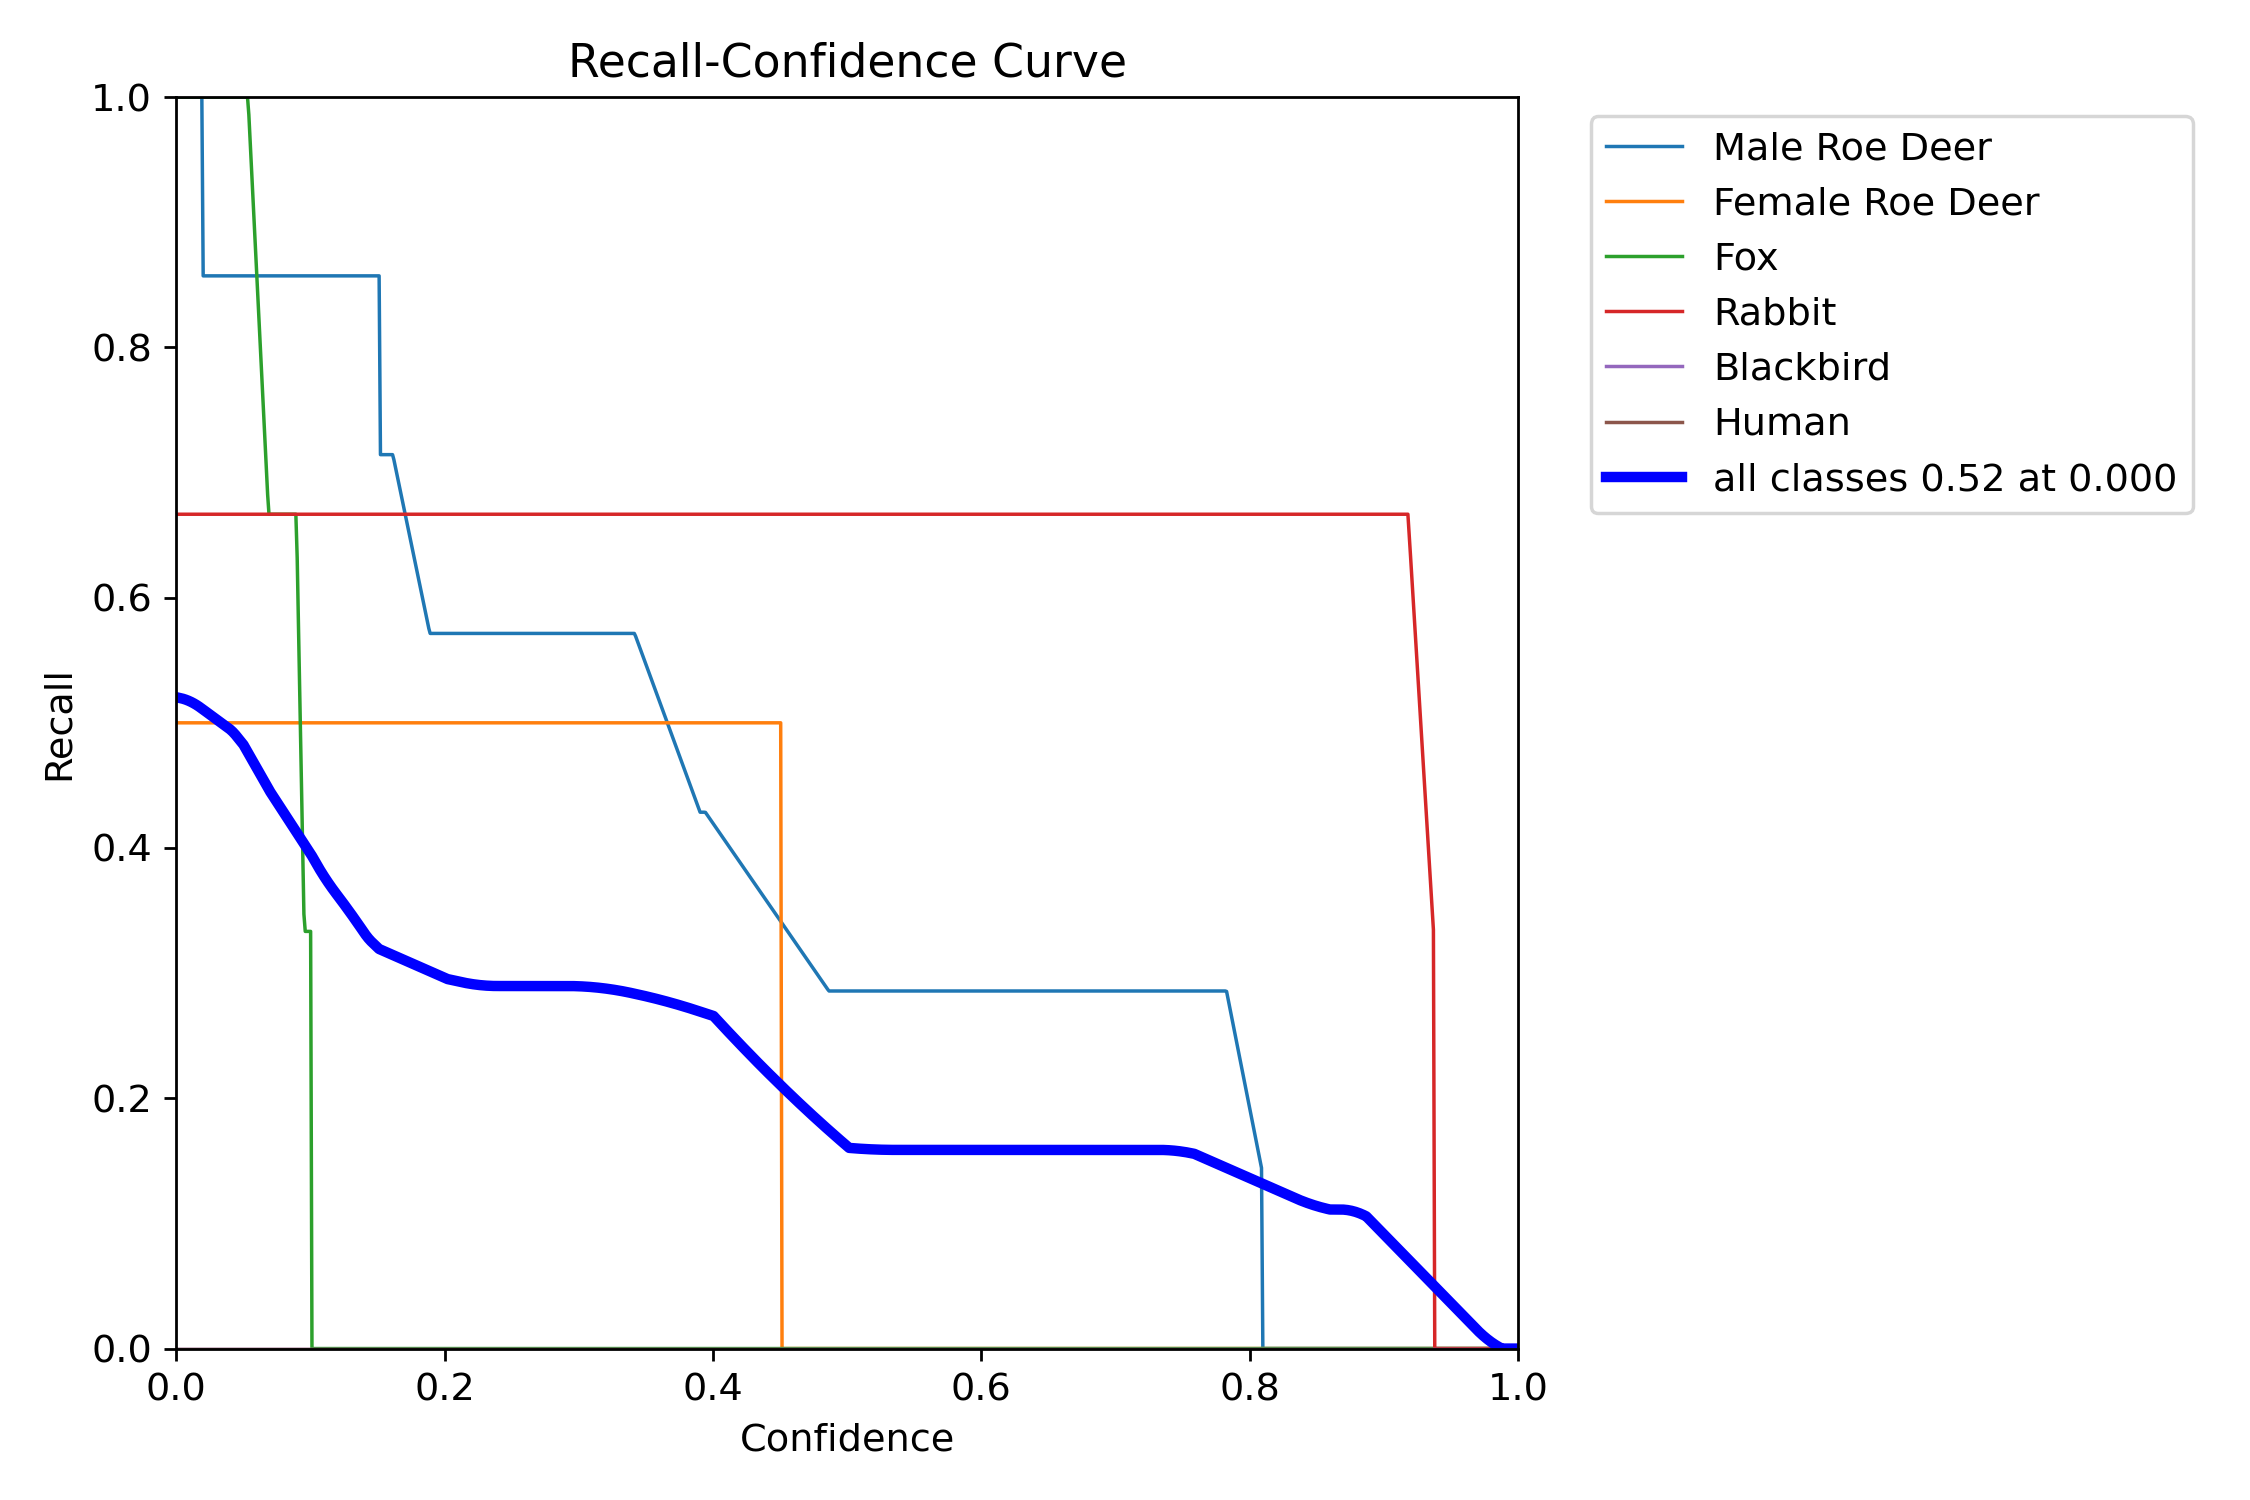 Recall-Confidence Curve
1.0
0.8
0.6
0.4
0.2
0.0
Recall
0.0 0.2 0.4 0.6 0.8 1.0
Confidence
Male Roe Deer
Female Roe Deer
Fox
Rabbit
Blackbird
Human
all classes 0.52 at 0.000